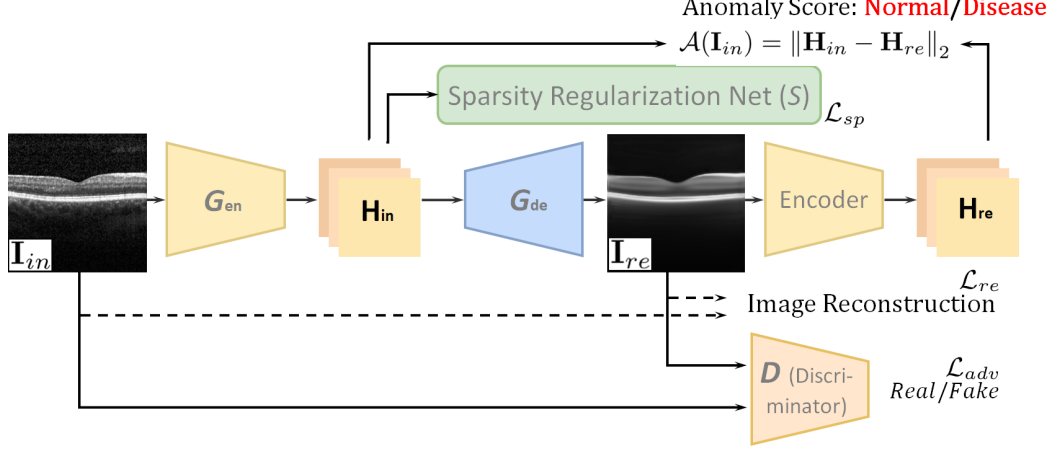 Anomaly Score: Normal/Disease
𝒜(I_in) = ‖H_in − H_re‖_2
Sparsity Regularization Net (S)
ℒ_sp
G_en
H_in
G_de
Encoder
H_re
I_in
I_re
ℒ_re
Image Reconstruction
D (Discri-
minator)
ℒ_adv
Real/Fake